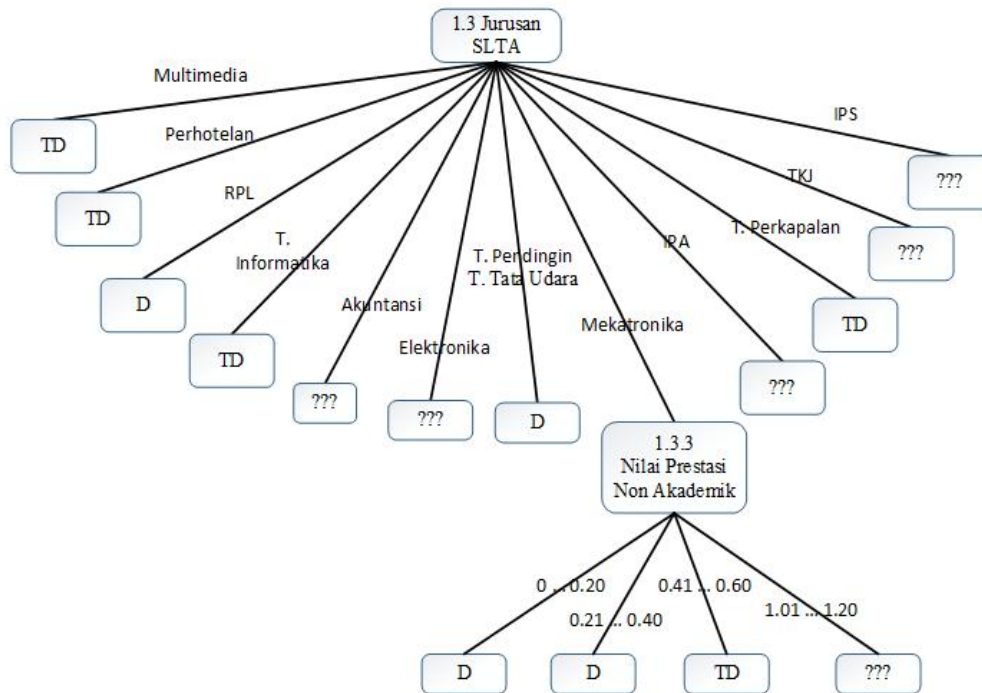 1.3 Jurusan
SLTA
Multimedia
IPS
TD
Perhotelan
???
TKJ
RPL
TD
T. Perkapalan
IPA
T.
Informatika
???
T. Pendingin
T. Tata Udara
D
Akuntansi
Mekatronika
TD
Elektronika
TD
???
???
???
D
1.3.3
Nilai Prestasi
Non Akademik
0 ... 0.20
0.41 ... 0.60
0.21 ... 0.40
1.01 ... 1.20
D
D
TD
???